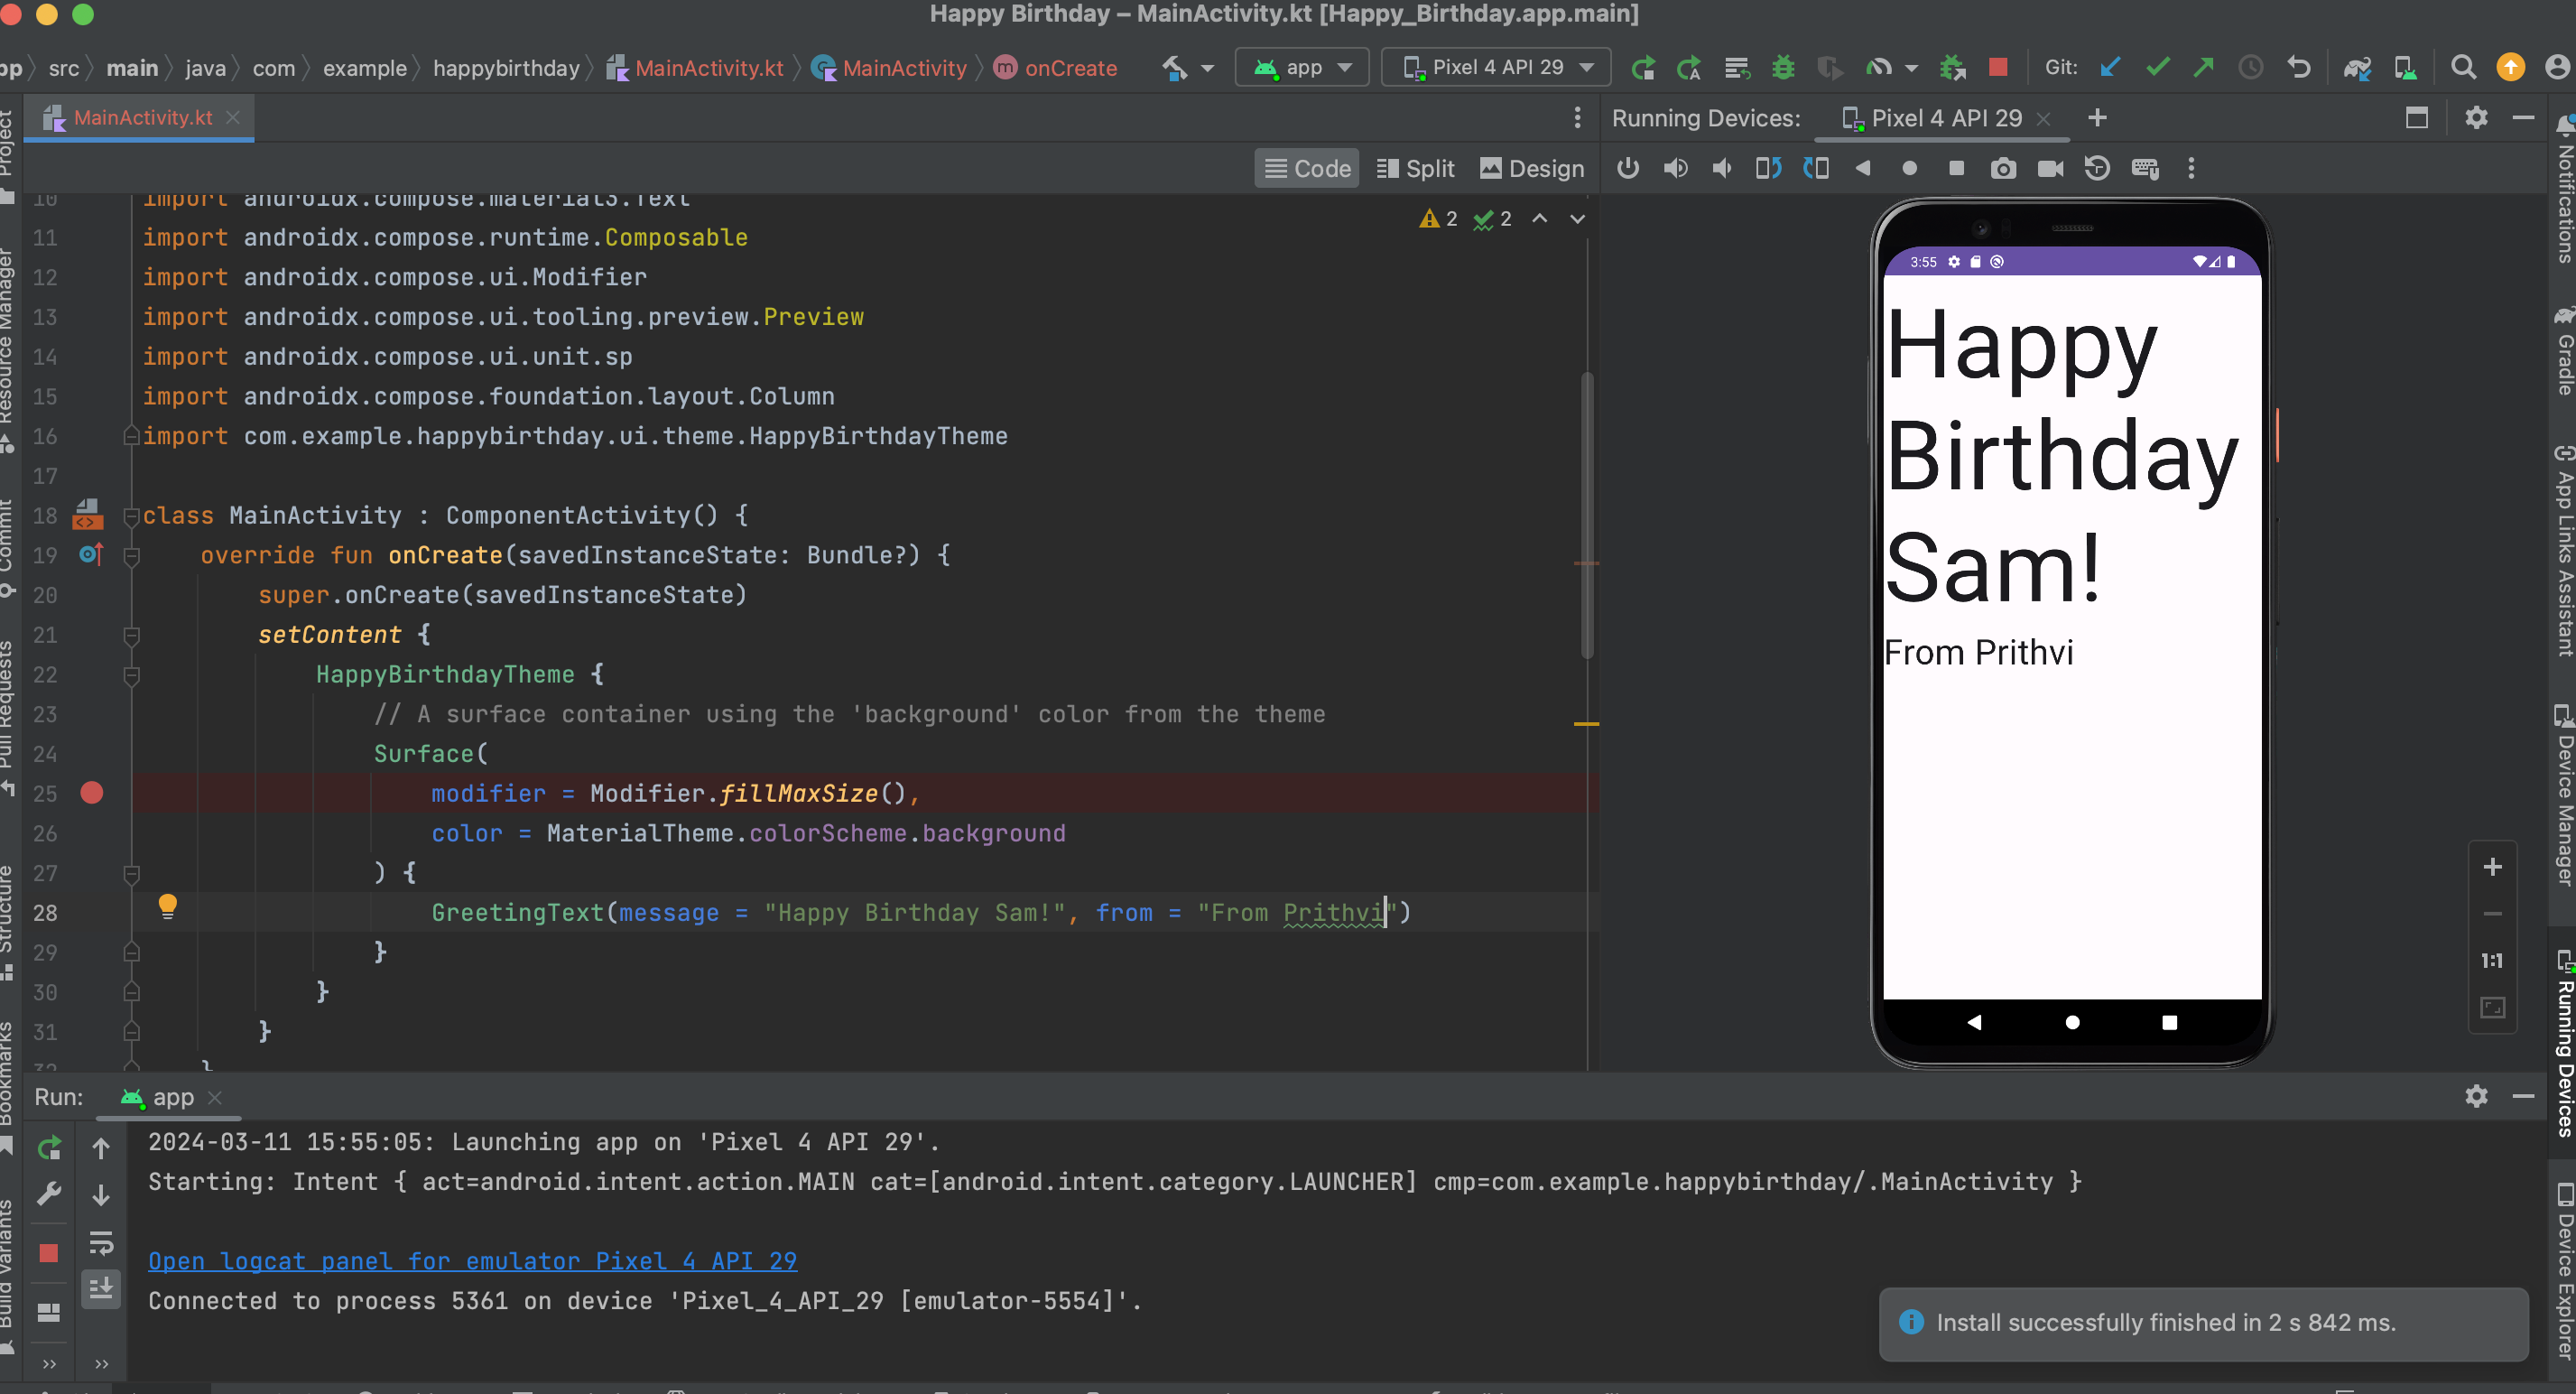 Happy Birthday – MainActivity.kt [Happy_Birthday.app.main]
src main java com example happybirthday MainActivity.kt MainActivity onCreate app Pixel 4 API 29 Git:
MainActivity.kt
Running Devices: Pixel 4 API 29
Code Split Design
10 import androidx.compose.material3.Text
2 2
11 import androidx.compose.runtime.Composable
12 import androidx.compose.ui.Modifier
13 import androidx.compose.ui.tooling.preview.Preview
14 import androidx.compose.ui.unit.sp
15 import androidx.compose.foundation.layout.Column
16 import com.example.happybirthday.ui.theme.HappyBirthdayTheme
17
18 class MainActivity : ComponentActivity() {
19 override fun onCreate(savedInstanceState: Bundle?) {
20 super.onCreate(savedInstanceState)
21 setContent {
22 HappyBirthdayTheme {
23 // A surface container using the 'background' color from the theme
24 Surface(
25 modifier = Modifier.fillMaxSize(),
26 color = MaterialTheme.colorScheme.background
27 ) {
28 GreetingText(message = "Happy Birthday Sam!", from = "From Prithvi")
29 }
30 }
31 }
32 }
3:55
Happy
Birthday
Sam!
From Prithvi
1:1
Project
Resource Manager
Commit
Pull Requests
Structure
Bookmarks
Build Variants
Notifications
Gradle
App Links Assistant
Device Manager
Running Devices
Device Explorer
Run: app
2024-03-11 15:55:05: Launching app on 'Pixel 4 API 29'.
Starting: Intent { act=android.intent.action.MAIN cat=[android.intent.category.LAUNCHER] cmp=com.example.happybirthday/.MainActivity }
Open logcat panel for emulator Pixel 4 API 29
Connected to process 5361 on device 'Pixel_4_API_29 [emulator-5554]'.
Install successfully finished in 2 s 842 ms.